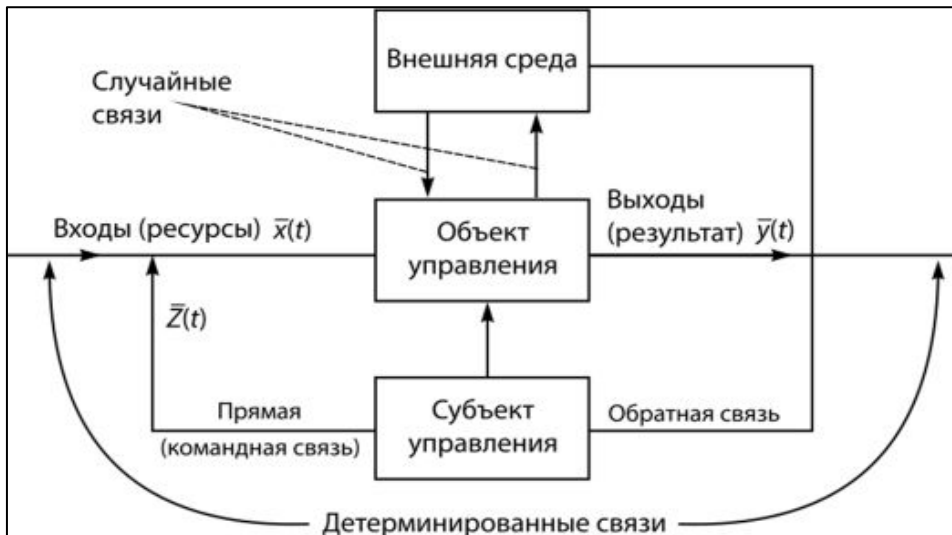 Внешняя среда
Случайные
связи
Входы (ресурсы) x̅(t)
Объект
управления
Выходы
(результат) y̅(t)
Z̅(t)
Прямая
(командная связь)
Субъект
управления
Обратная связь
Детерминированные связи